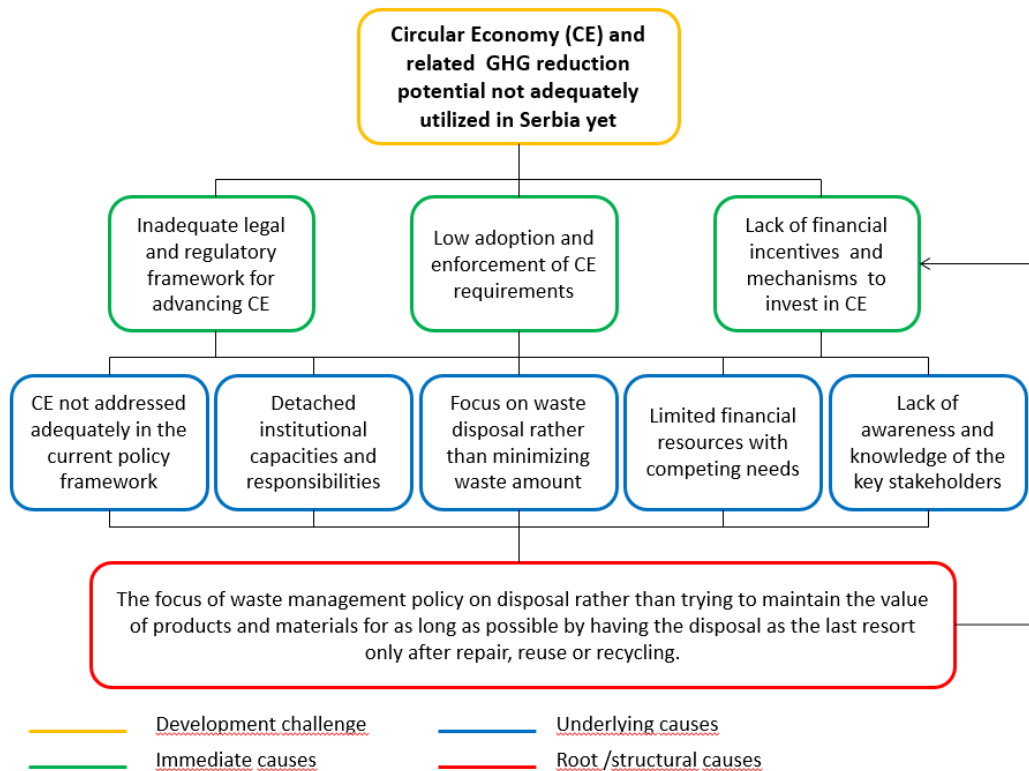 Circular Economy (CE) and
related GHG reduction
potential not adequately
utilized in Serbia yet
Inadequate legal
and regulatory
framework for
advancing CE
Low adoption and
enforcement of CE
requirements
Lack of financial
incentives and
mechanisms to
invest in CE
CE not addressed
adequately in the
current policy
framework
Detached
institutional
capacities and
responsibilities
Focus on waste
disposal rather
than minimizing
waste amount
Limited financial
resources with
competing needs
Lack of
awareness and
knowledge of the
key stakeholders
The focus of waste management policy on disposal rather than trying to maintain the value
of products and materials for as long as possible by having the disposal as the last resort
only after repair, reuse or recycling.
Development challenge
Underlying causes
Immediate causes
Root /structural causes